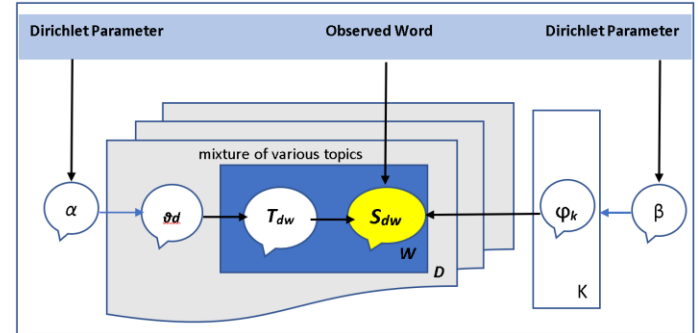 Dirichlet Parameter Observed Word Dirichlet Parameter
mixture of various topics
α ϑd Tdw Sdw φk β
W
D
K